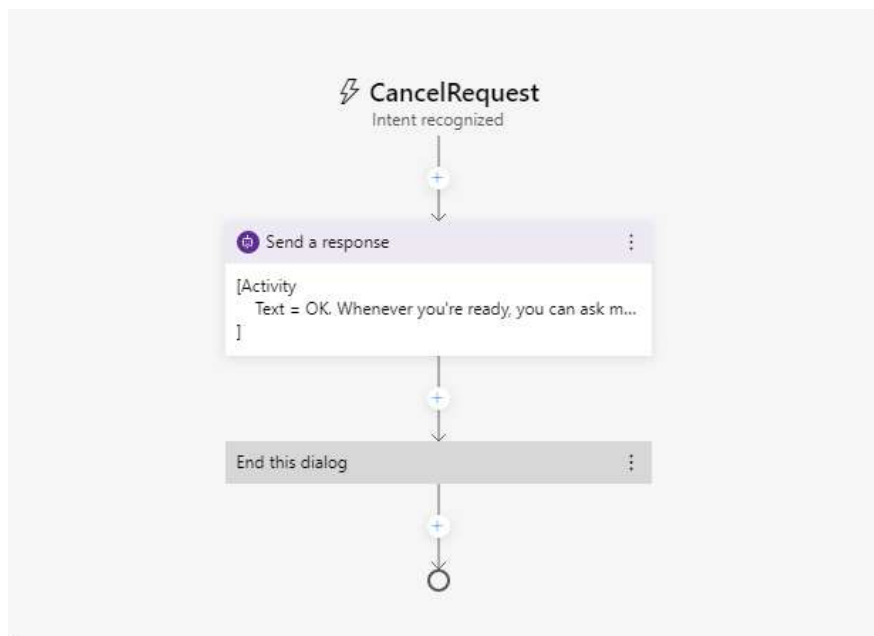 CancelRequest
Intent recognized
Send a response
[Activity
Text = OK. Whenever you're ready, you can ask m...
]
End this dialog